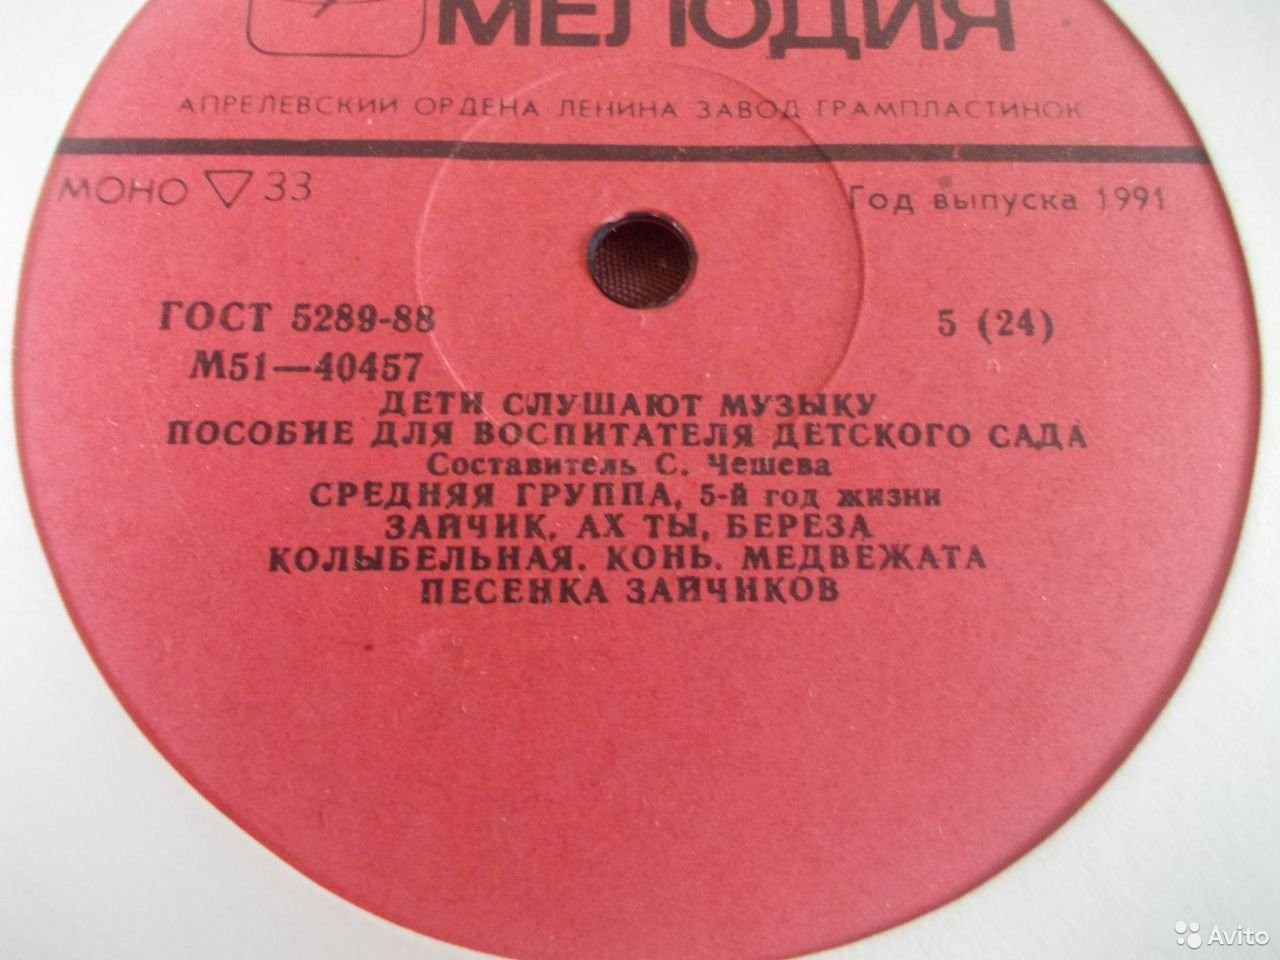 МЕЛОДИЯ
АПРЕЛЕВСКИЙ ОРДЕНА ЛЕНИНА ЗАВОД ГРАМПЛАСТИНОК
МОНО ▽ 33
Год выпуска 1991
ГОСТ 5289-88
5 (24)
М51—40457
ДЕТИ СЛУШАЮТ МУЗЫКУ
ПОСОБИЕ ДЛЯ ВОСПИТАТЕЛЯ ДЕТСКОГО САДА
Составитель С. Чешева
СРЕДНЯЯ ГРУППА, 5-й год жизни
ЗАЙЧИК. АХ ТЫ, БЕРЕЗА
КОЛЫБЕЛЬНАЯ. КОНЬ. МЕДВЕЖАТА
ПЕСЕНКА ЗАЙЧИКОВ
Avito